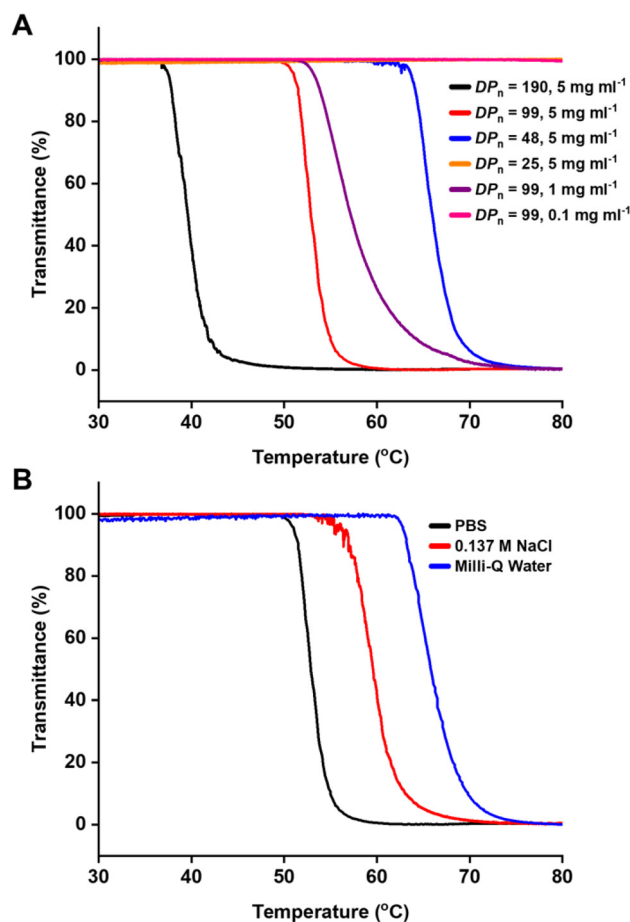 A
100
80
60
40
20
0
Transmittance (%)
DPn = 190, 5 mg ml-1
DPn = 99, 5 mg ml-1
DPn = 48, 5 mg ml-1
DPn = 25, 5 mg ml-1
DPn = 99, 1 mg ml-1
DPn = 99, 0.1 mg ml-1
30 40 50 60 70 80
Temperature (oC)
B
100
80
60
40
20
0
Transmittance (%)
PBS
0.137 M NaCl
Milli-Q Water
30 40 50 60 70 80
Temperature (oC)